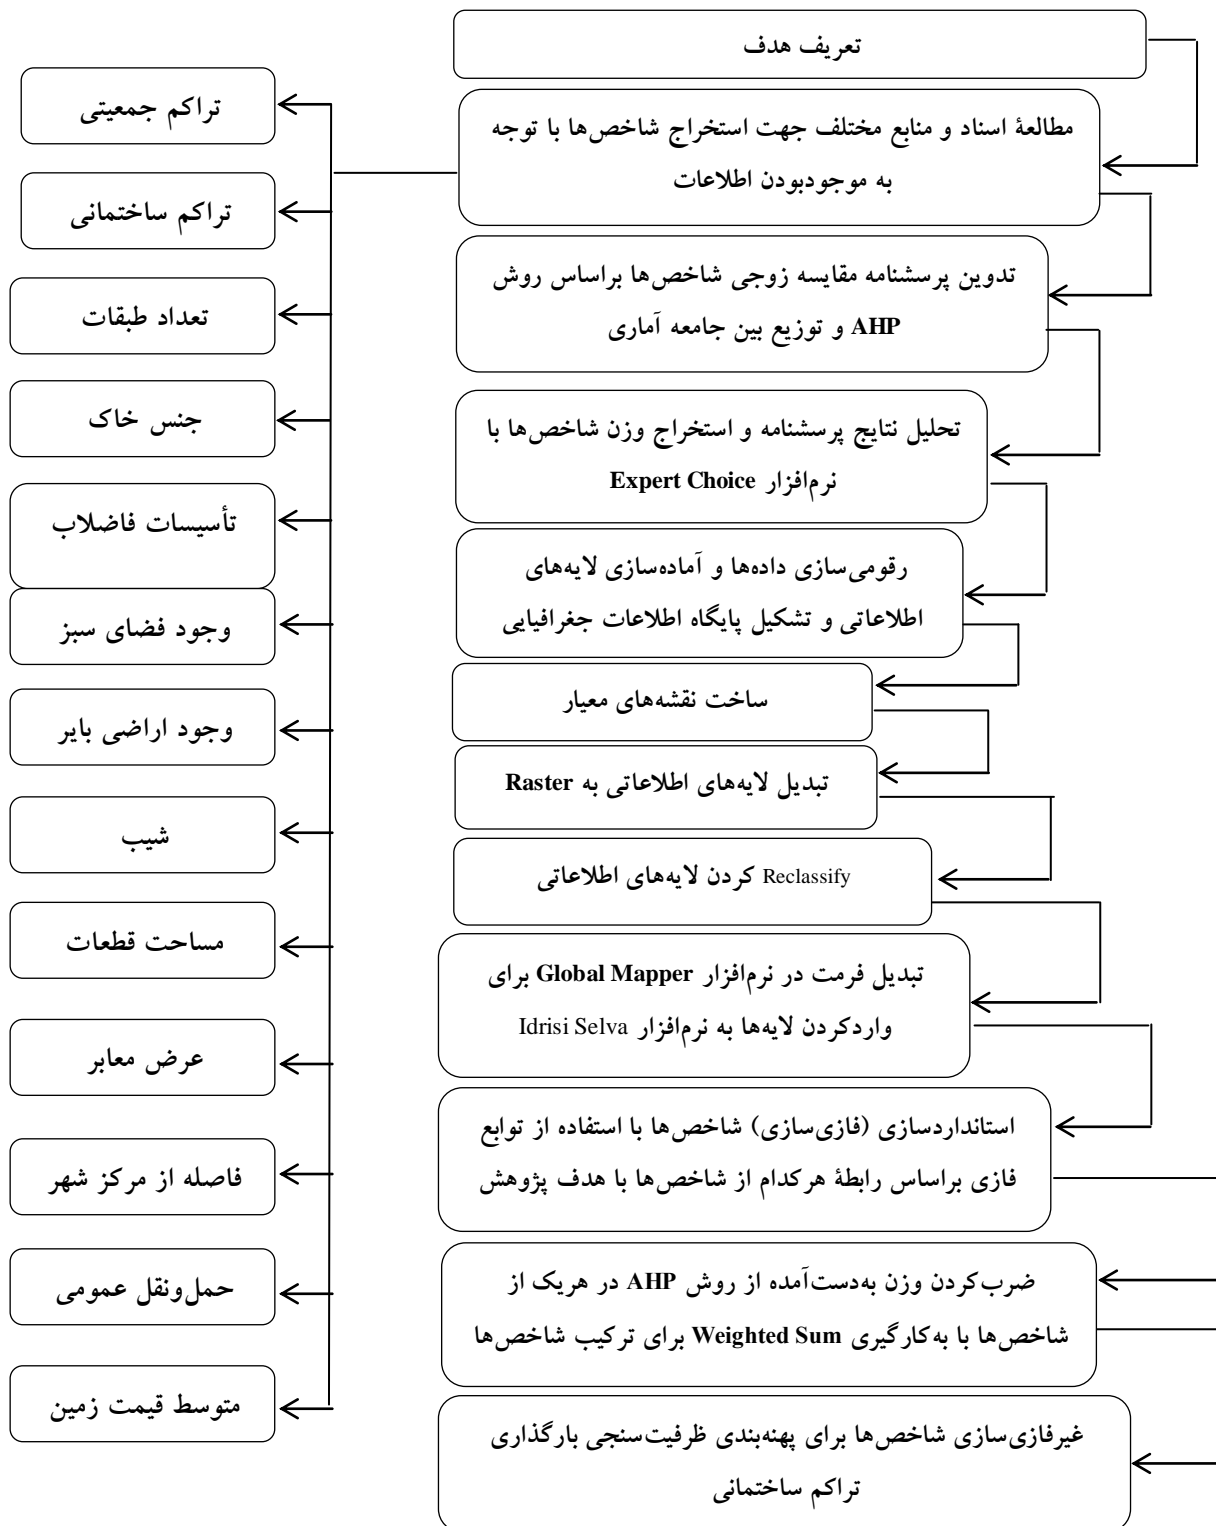 تعریف هدف
مطالعهٔ اسناد و منابع مختلف جهت استخراج شاخص‌ها با توجه
به موجودبودن اطلاعات
تدوین پرسشنامه مقایسه زوجی شاخص‌ها براساس روش
AHP و توزیع بین جامعه آماری
تحلیل نتایج پرسشنامه و استخراج وزن شاخص‌ها با
نرم‌افزار Expert Choice
رقومی‌سازی داده‌ها و آماده‌سازی لایه‌های
اطلاعاتی و تشکیل پایگاه اطلاعات جغرافیایی
ساخت نقشه‌های معیار
تبدیل لایه‌های اطلاعاتی به Raster
Reclassify کردن لایه‌های اطلاعاتی
تبدیل فرمت در نرم‌افزار Global Mapper برای
واردکردن لایه‌ها به نرم‌افزار Idrisi Selva
استانداردسازی (فازی‌سازی) شاخص‌ها با استفاده از توابع
فازی براساس رابطهٔ هرکدام از شاخص‌ها با هدف پژوهش
ضرب‌کردن وزن به‌دست‌آمده از روش AHP در هریک از
شاخص‌ها با به‌کارگیری Weighted Sum برای ترکیب شاخص‌ها
غیرفازی‌سازی شاخص‌ها برای پهنه‌بندی ظرفیت‌سنجی بارگذاری
تراکم ساختمانی
تراکم جمعیتی
تراکم ساختمانی
تعداد طبقات
جنس خاک
تأسیسات فاضلاب
وجود فضای سبز
وجود اراضی بایر
شیب
مساحت قطعات
عرض معابر
فاصله از مرکز شهر
حمل‌ونقل عمومی
متوسط قیمت زمین